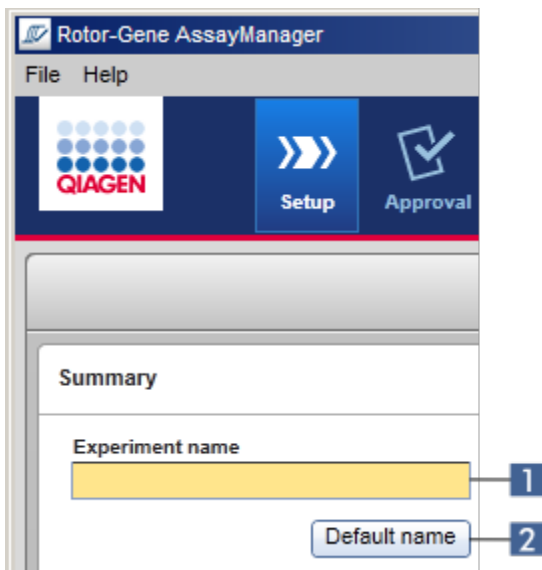 Rotor-Gene AssayManager
File Help
QIAGEN
Setup Approval
Summary
Experiment name
1
Default name 2